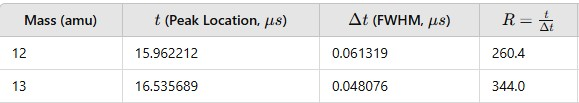 Mass (amu) t (Peak Location, μs) Δt (FWHM, μs) R = t/Δt
12 15.962212 0.061319 260.4
13 16.535689 0.048076 344.0